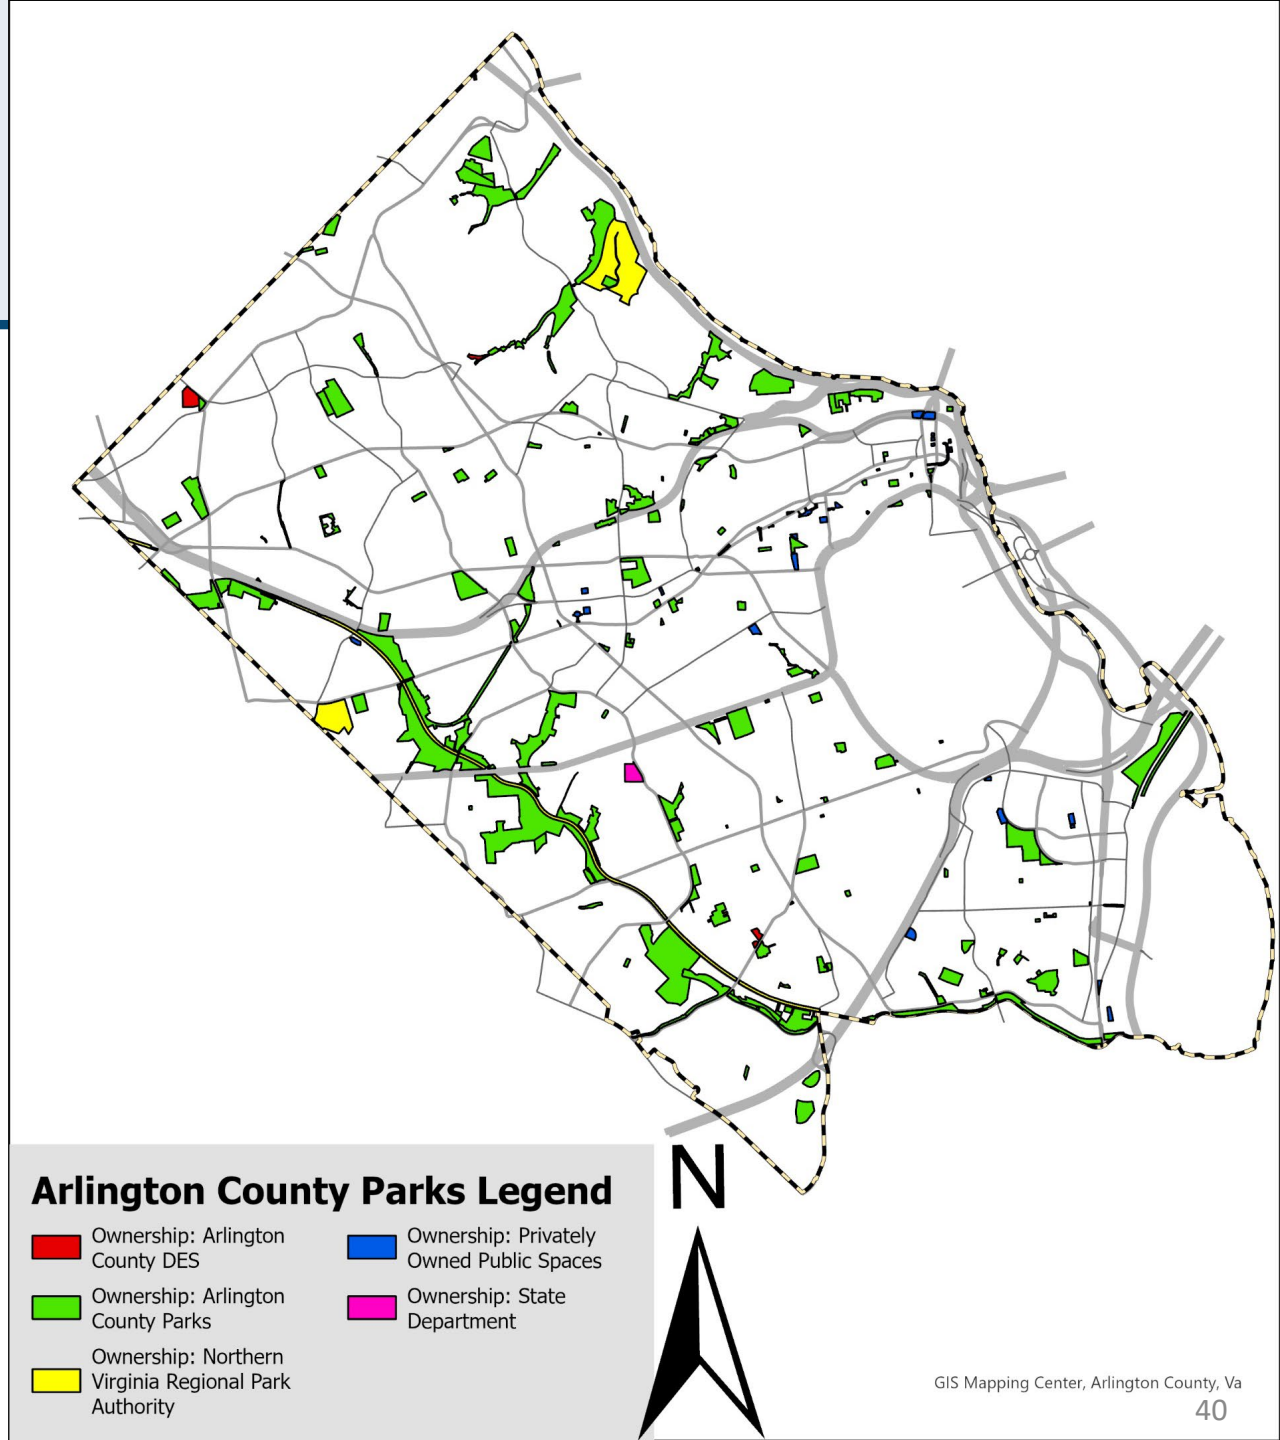 Arlington County Parks Legend
Ownership: Arlington
County DES
Ownership: Arlington
County Parks
Ownership: Northern
Virginia Regional Park
Authority
Ownership: Privately
Owned Public Spaces
Ownership: State
Department
N
GIS Mapping Center, Arlington County, Va
40